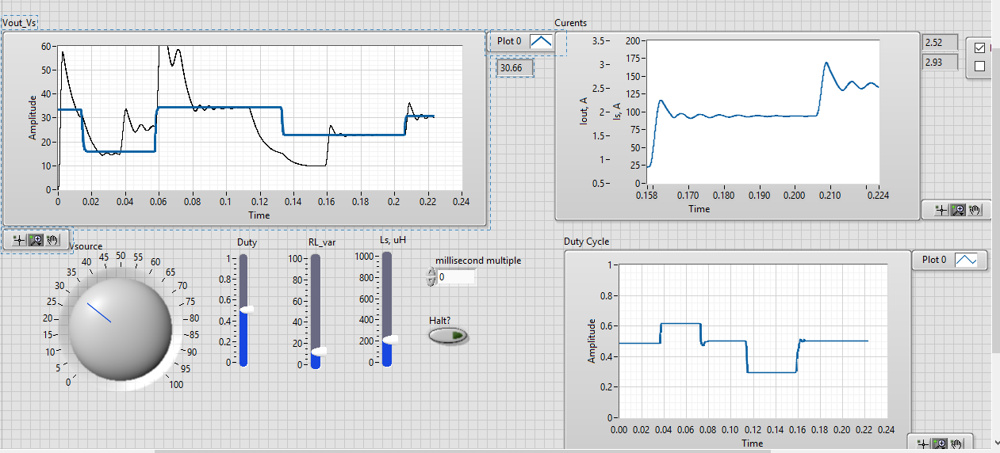 Vout_Vs
Plot 0
30.66
Amplitude
60
50
40
30
20
10
0
0 0.02 0.04 0.06 0.08 0.1 0.12 0.14 0.16 0.18 0.2 0.22 0.24
Time
Curents
2.52
2.93
Iout, A
3.5
3
2.5
2
1.5
1
0.5
Is, A
200
175
150
125
100
75
50
25
0
0.158 0.170 0.180 0.190 0.200 0.210 0.224
Time
source
0 5 10 15 20 25 30 35 40 45 50 55 60 65 70 75 80 85 90 95 100
Duty
1
0.8
0.6
0.4
0.2
0
RL_var
100
80
60
40
20
0
Ls, uH
1000
800
600
400
200
0
millisecond multiple
0
Halt?
Duty Cycle
Plot 0
Amplitude
1
0.8
0.6
0.4
0.2
0
0.00 0.02 0.04 0.06 0.08 0.10 0.12 0.14 0.16 0.18 0.20 0.22 0.24
Time